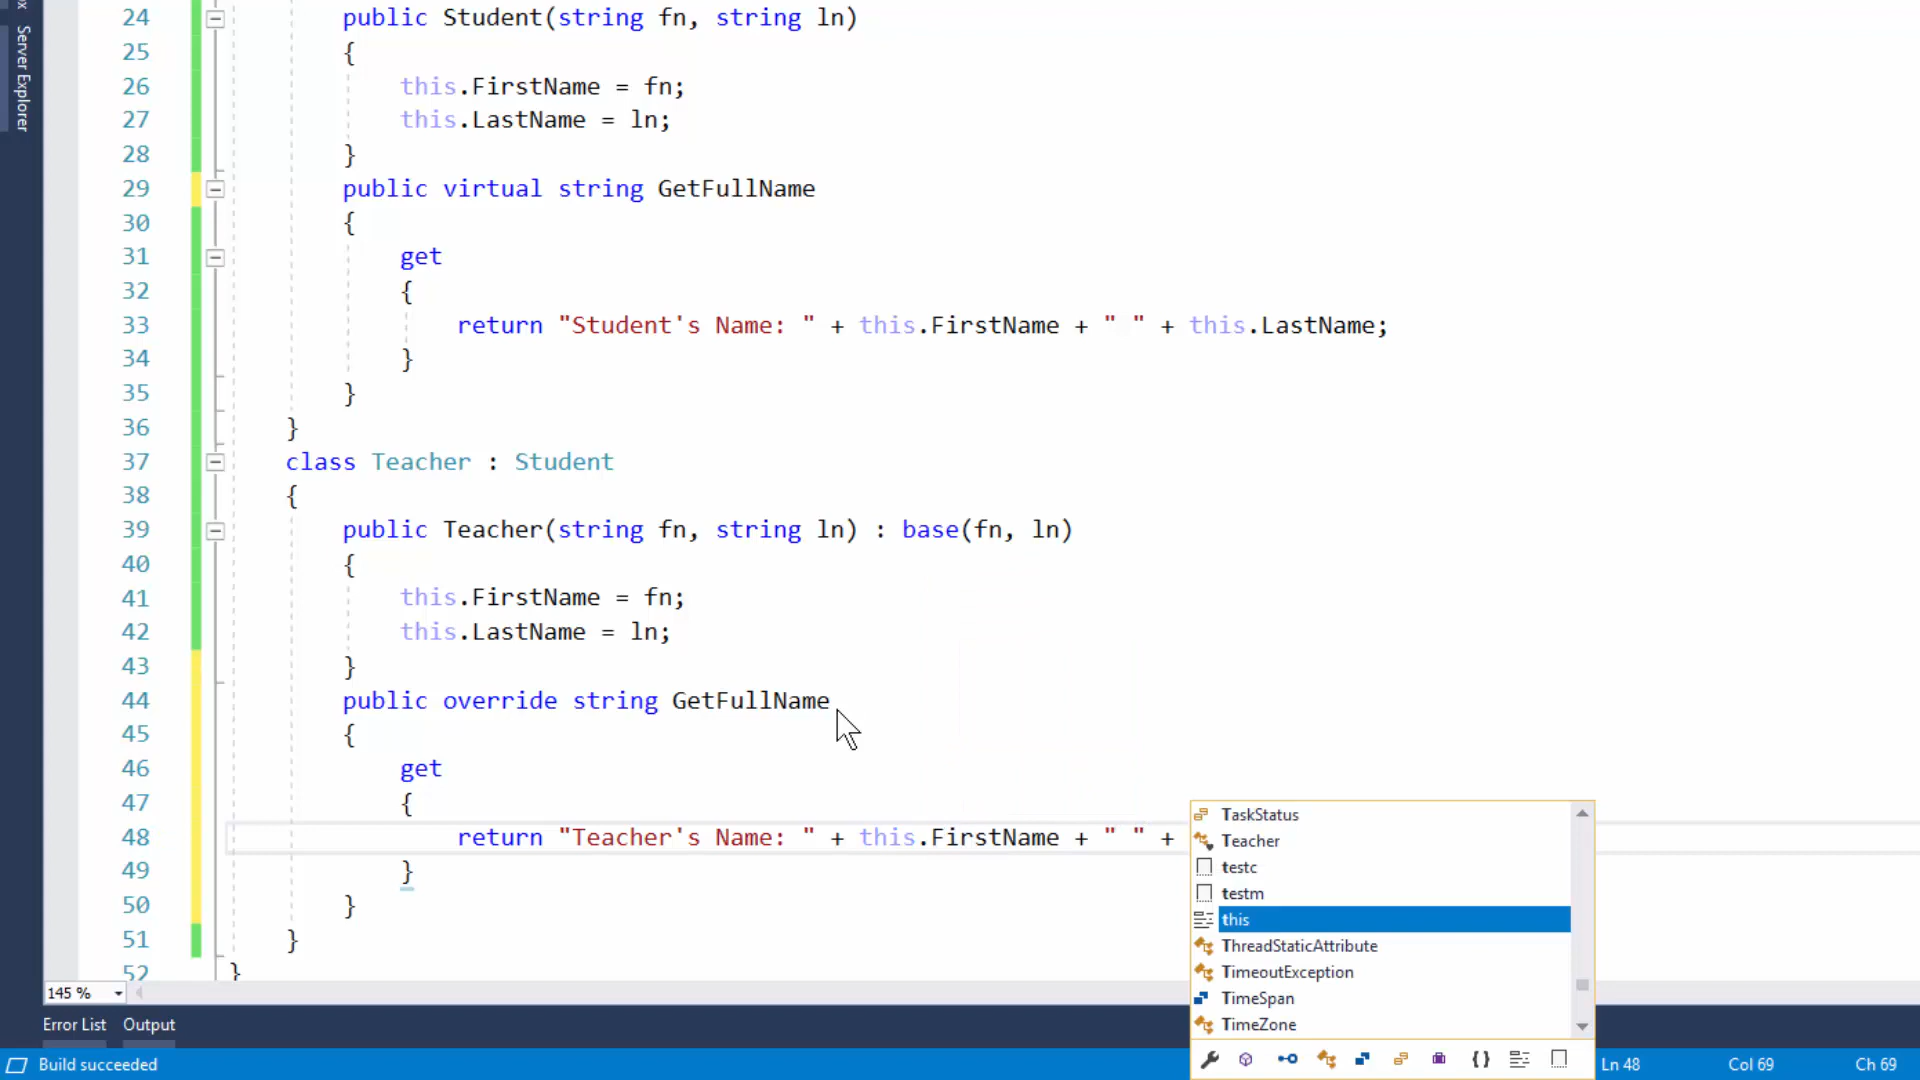 Server Explorer
24 public Student(string fn, string ln)
25 {
26 this.FirstName = fn;
27 this.LastName = ln;
28 }
29 public virtual string GetFullName
30 {
31 get
32 {
33 return "Student's Name: " + this.FirstName + " " + this.LastName;
34 }
35 }
36 }
37 class Teacher : Student
38 {
39 public Teacher(string fn, string ln) : base(fn, ln)
40 {
41 this.FirstName = fn;
42 this.LastName = ln;
43 }
44 public override string GetFullName
45 {
46 get
47 {
48 return "Teacher's Name: " + this.FirstName + " " +
49 }
50 }
51 }
52 }
TaskStatus
Teacher
testc
testm
this
ThreadStaticAttribute
TimeoutException
TimeSpan
TimeZone
145 %
Error List Output
Build succeeded Ln 48 Col 69 Ch 69